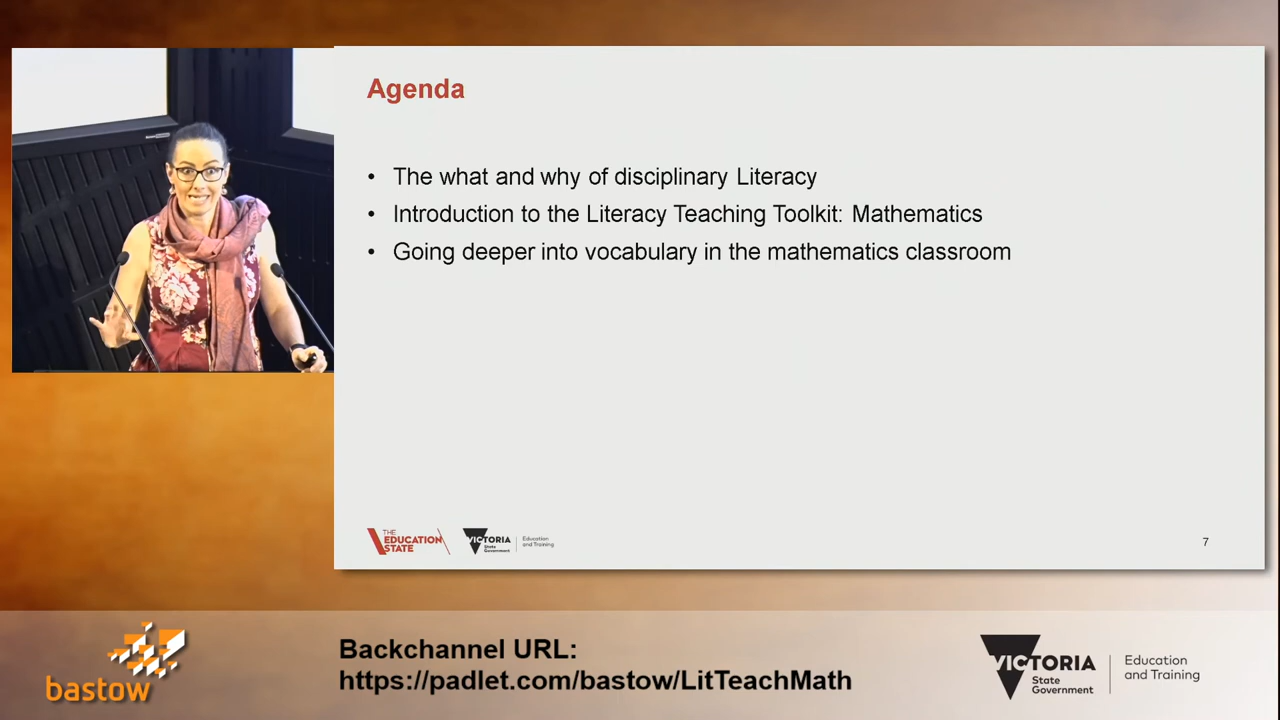 Agenda
• The what and why of disciplinary Literacy
• Introduction to the Literacy Teaching Toolkit: Mathematics
• Going deeper into vocabulary in the mathematics classroom
THE
EDUCATION
STATE
VICTORIA
State
Government
Education
and Training
7
bastow
Backchannel URL:
https://padlet.com/bastow/LitTeachMath
VICTORIA
State
Government
Education
and Training